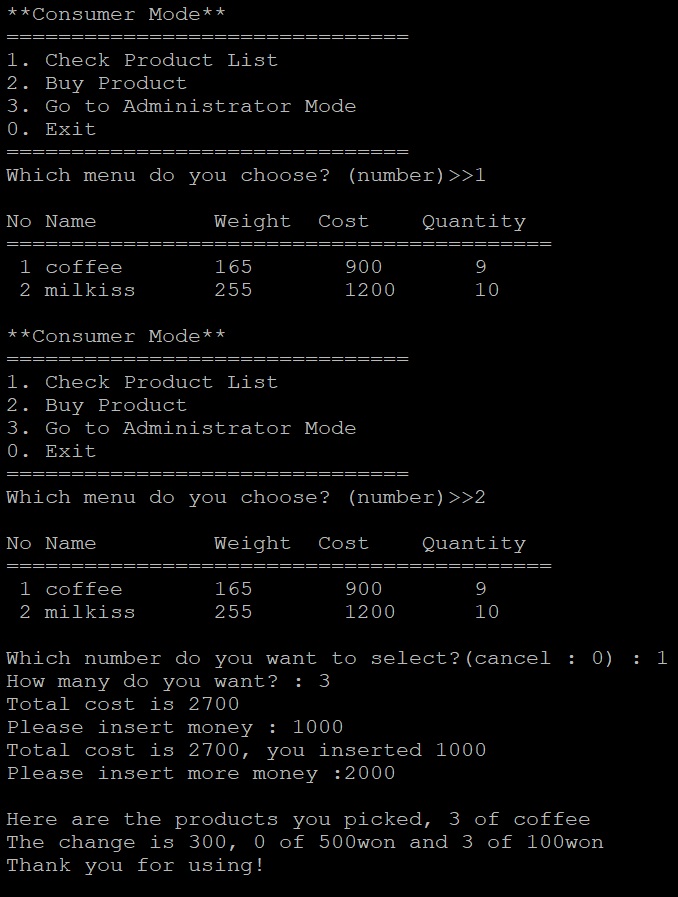 **Consumer Mode**
===============================
1. Check Product List
2. Buy Product
3. Go to Administrator Mode
0. Exit
===============================
Which menu do you choose? (number)>>1
No Name         Weight  Cost    Quantity
==========================================
 1 coffee       165       900       9
 2 milkiss      255       1200      10
**Consumer Mode**
===============================
1. Check Product List
2. Buy Product
3. Go to Administrator Mode
0. Exit
===============================
Which menu do you choose? (number)>>2
No Name         Weight  Cost    Quantity
==========================================
 1 coffee       165       900       9
 2 milkiss      255       1200      10
Which number do you want to select?(cancel : 0) : 1
How many do you want? : 3
Total cost is 2700
Please insert money : 1000
Total cost is 2700, you inserted 1000
Please insert more money :2000
Here are the products you picked, 3 of coffee
The change is 300, 0 of 500won and 3 of 100won
Thank you for using!